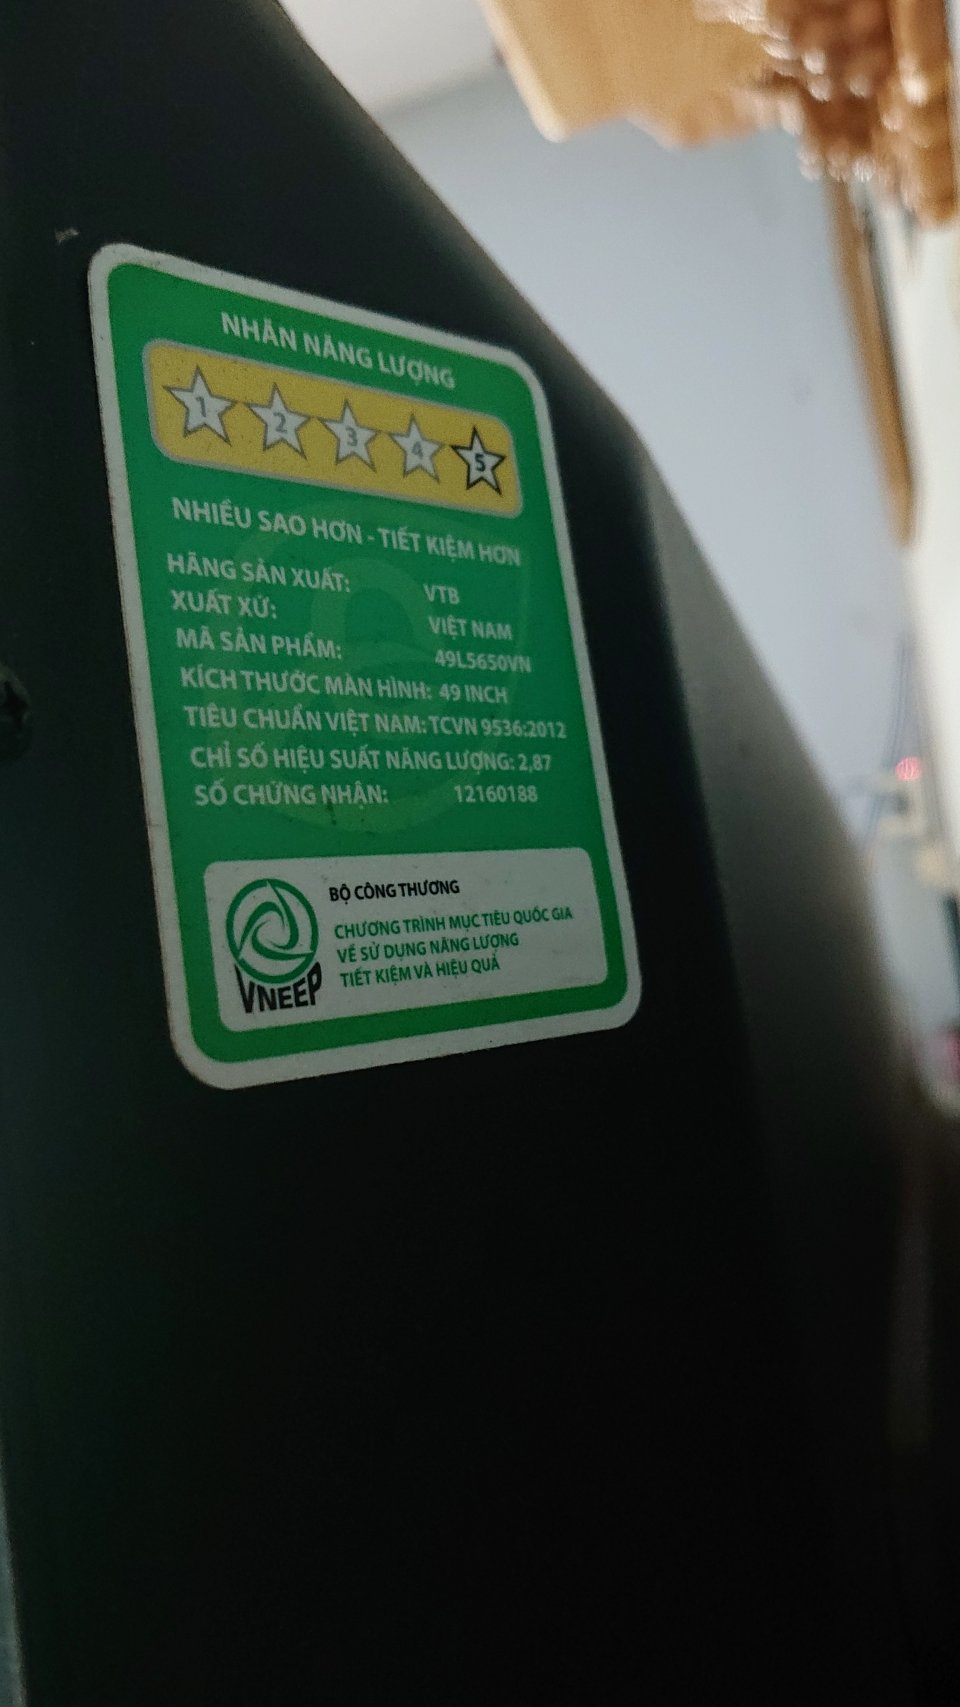 NHÃN NĂNG LƯỢNG
1 2 3 4 5
NHIỀU SAO HƠN - TIẾT KIỆM HƠN
HÃNG SẢN XUẤT: VTB
XUẤT XỨ: VIỆT NAM
MÃ SẢN PHẨM: 49L5650VN
KÍCH THƯỚC MÀN HÌNH: 49 INCH
TIÊU CHUẨN VIỆT NAM: TCVN 9536:2012
CHỈ SỐ HIỆU SUẤT NĂNG LƯỢNG: 2,87
SỐ CHỨNG NHẬN: 12160188
BỘ CÔNG THƯƠNG
CHƯƠNG TRÌNH MỤC TIÊU QUỐC GIA
VỀ SỬ DỤNG NĂNG LƯỢNG
TIẾT KIỆM VÀ HIỆU QUẢ
VNEEP